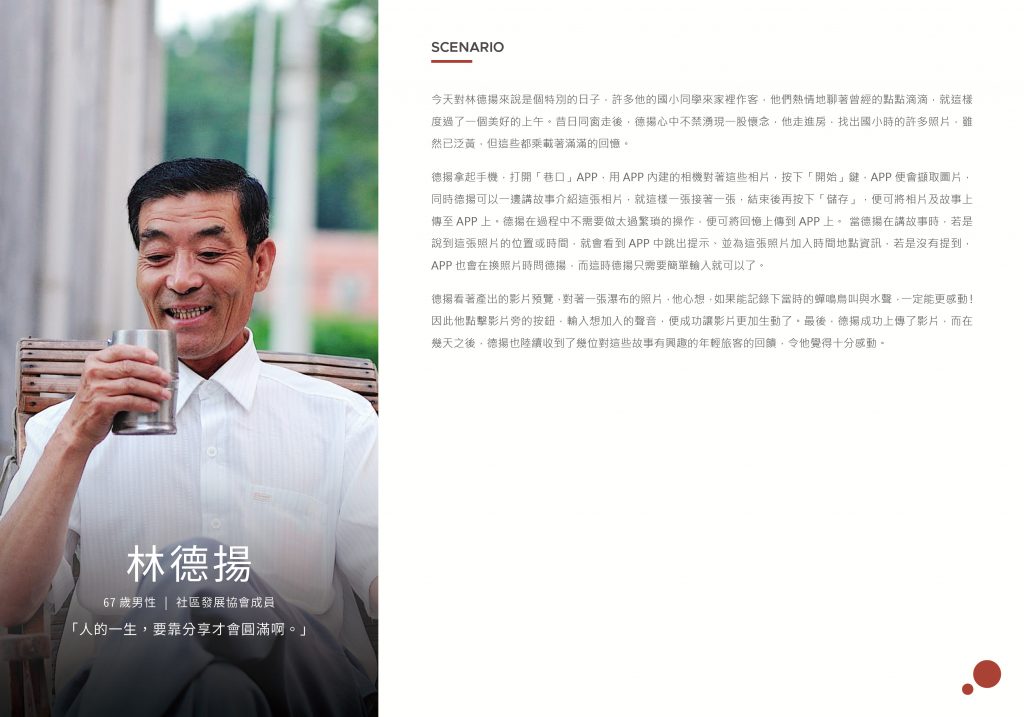 SCENARIO
今天對林德揚來說是個特別的日子，許多他的國小同學來家裡作客，他們熱情地聊著曾經的點點滴滴，就這樣
度過了一個美好的上午。昔日同窗走後，德揚心中不禁湧現一股懷念，他走進房，找出國小時的許多照片，雖
然已泛黃，但這些都乘載著滿滿的回憶。
德揚拿起手機，打開「巷口」APP，用 APP 內建的相機對著這些相片，按下「開始」鍵，APP 便會擷取圖片，
同時德揚可以一邊講故事介紹這張相片，就這樣一張接著一張，結束後再按下「儲存」，便可將相片及故事上
傳至 APP 上。德揚在過程中不需要做太過繁瑣的操作，便可將回憶上傳到 APP 上。 當德揚在講故事時，若是
說到這張照片的位置或時間，就會看到 APP 中跳出提示、並為這張照片加入時間地點資訊，若是沒有提到，
APP 也會在換照片時問德揚，而這時德揚只需要簡單輸入就可以了。
德揚看著產出的影片預覽，對著一張瀑布的照片，他心想，如果能記錄下當時的蟬鳴鳥叫與水聲，一定能更感動!
因此他點擊影片旁的按鈕，輸入想加入的聲音，便成功讓影片更加生動了。最後，德揚成功上傳了影片，而在
幾天之後，德揚也陸續收到了幾位對這些故事有興趣的年輕旅客的回饋，令他覺得十分感動。
林德揚
67 歲男性 | 社區發展協會成員
「人的一生，要靠分享才會圓滿啊。」